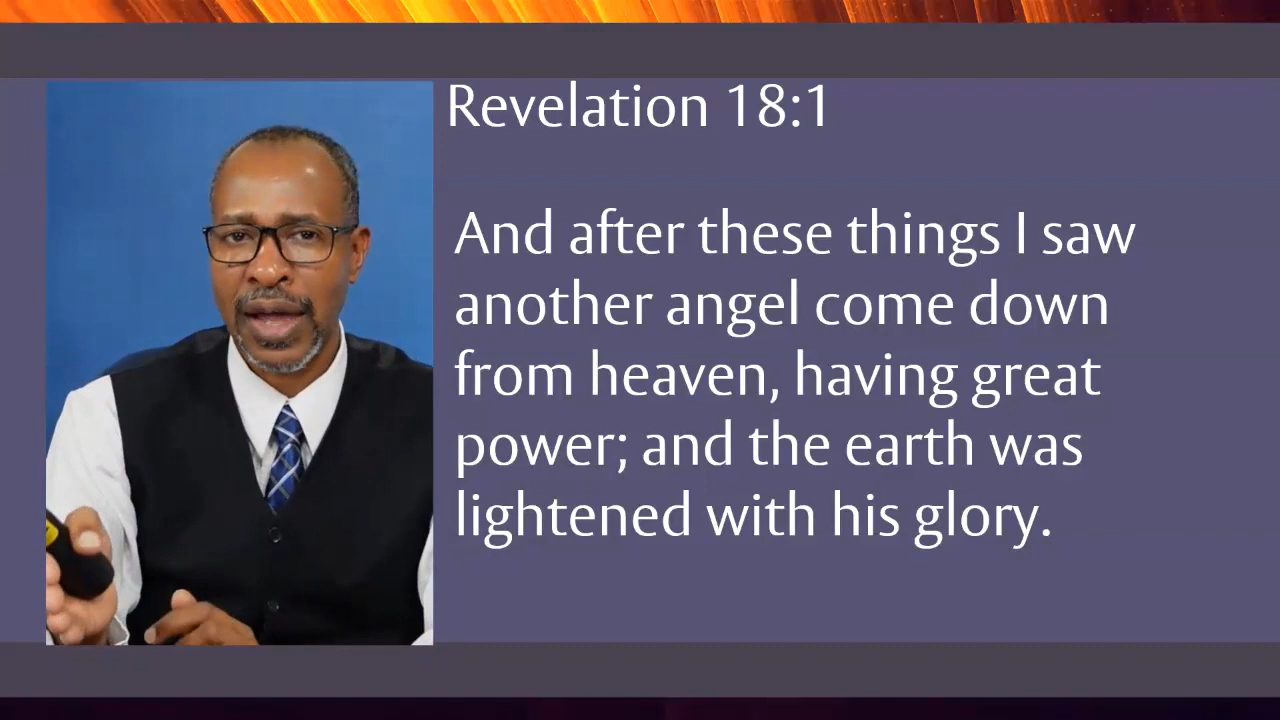 Revelation 18:1
And after these things I saw
another angel come down
from heaven, having great
power; and the earth was
lightened with his glory.